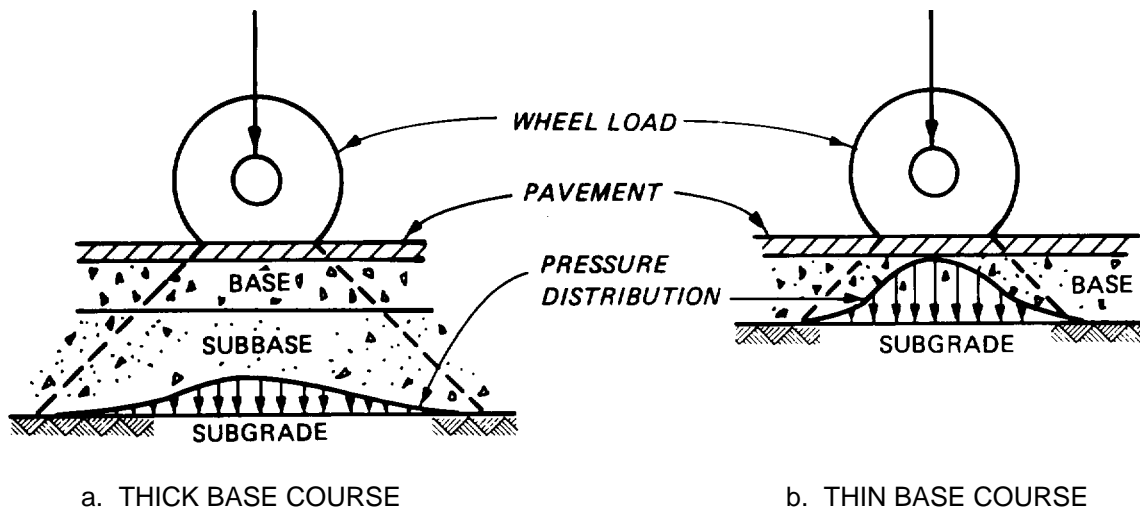 WHEEL LOAD
PAVEMENT
PRESSURE
DISTRIBUTION
BASE
SUBBASE
SUBGRADE
BASE
SUBGRADE
a. THICK BASE COURSE
b. THIN BASE COURSE